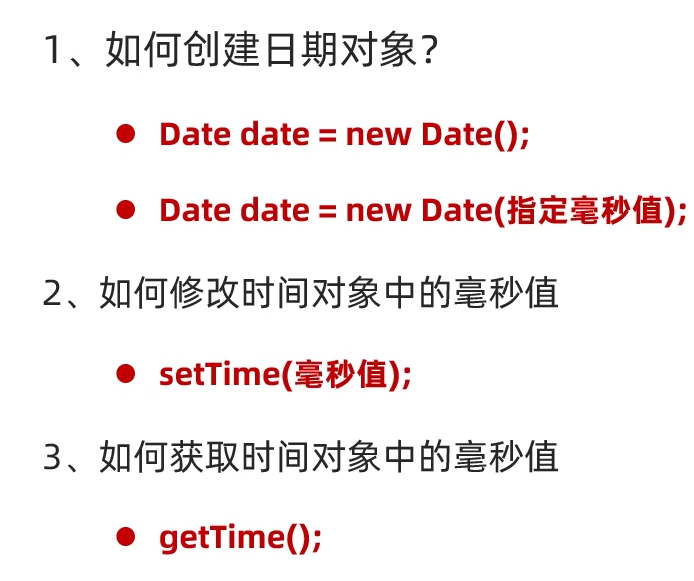 1、如何创建日期对象？
● Date date = new Date();
● Date date = new Date(指定毫秒值);
2、如何修改时间对象中的毫秒值
● setTime(毫秒值);
3、如何获取时间对象中的毫秒值
● getTime();